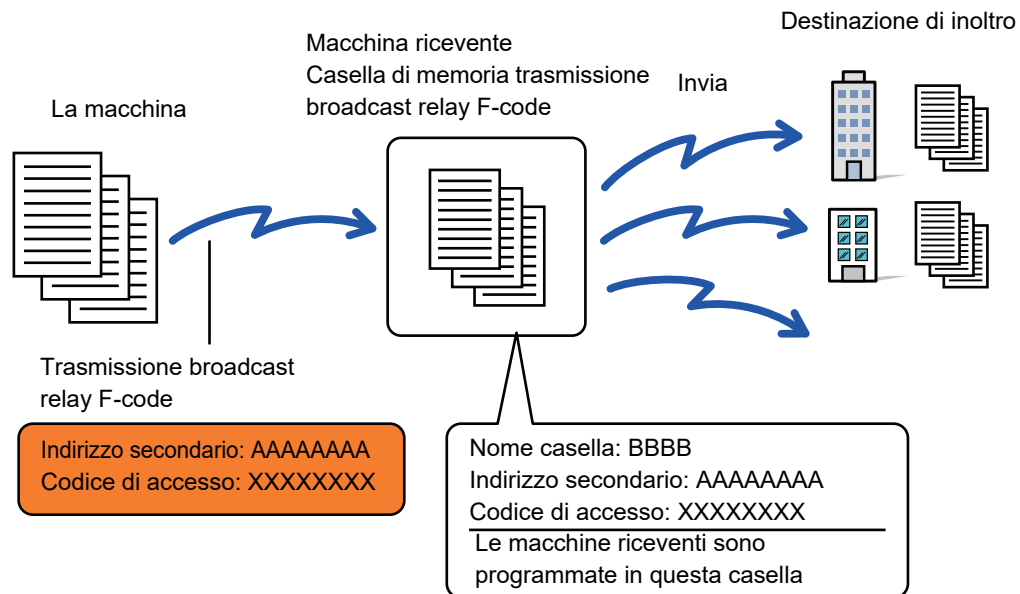 La macchina
Macchina ricevente
Casella di memoria trasmissione
broadcast relay F-code
Invia
Destinazione di inoltro
Trasmissione broadcast
relay F-code
Indirizzo secondario: AAAAAAAA
Codice di accesso: XXXXXXXX
Nome casella: BBBB
Indirizzo secondario: AAAAAAAA
Codice di accesso: XXXXXXXX
Le macchine riceventi sono
programmate in questa casella